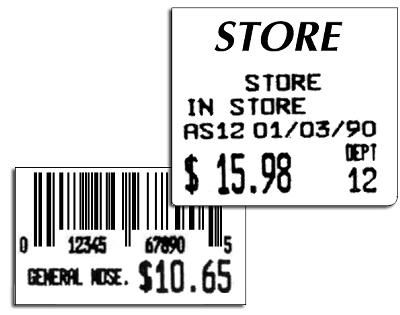 STORE
STORE
IN STORE
AS12 01/03/90
DEPT
$ 15.98 12
0 12345 67890 5
GENERAL MDSE. $10.65